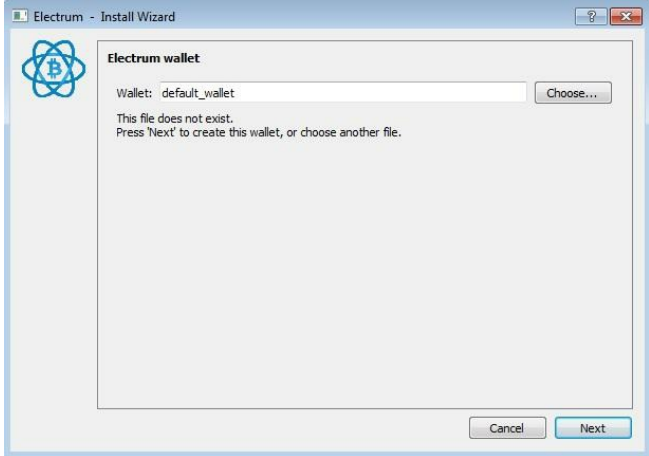 Electrum - Install Wizard
Electrum wallet
Wallet: default_wallet Choose...
This file does not exist.
Press 'Next' to create this wallet, or choose another file.
Cancel Next